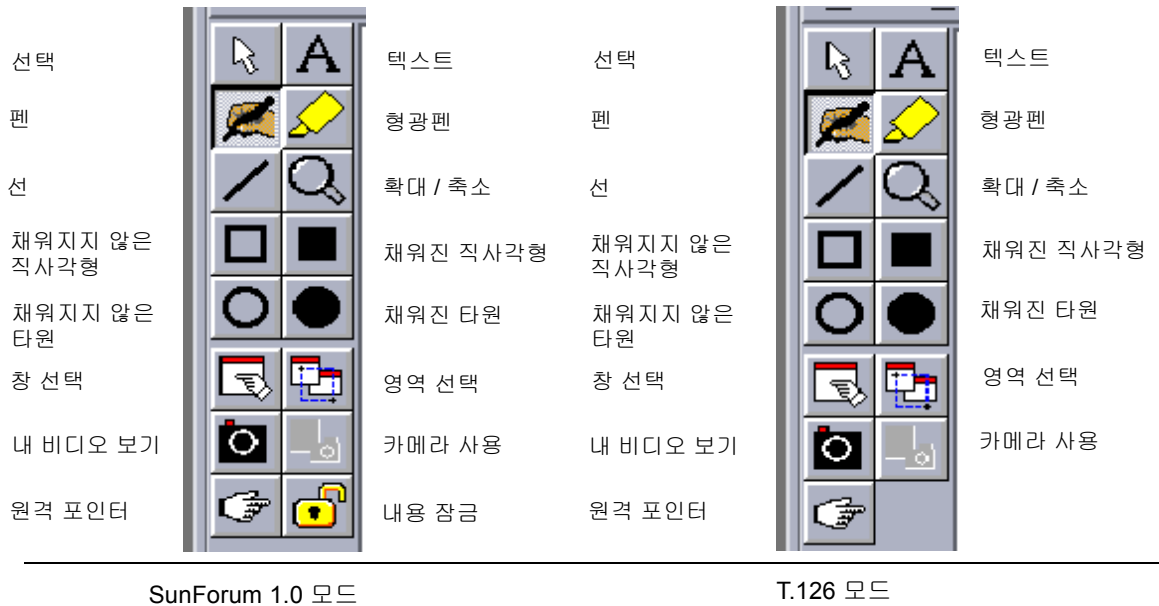 선택
텍스트
펜
형광펜
선
확대 / 축소
채워지지 않은
직사각형
채워진 직사각형
채워지지 않은
타원
채워진 타원
창 선택
영역 선택
내 비디오 보기
카메라 사용
원격 포인터
내용 잠금
SunForum 1.0 모드
선택
텍스트
펜
형광펜
선
확대 / 축소
채워지지 않은
직사각형
채워진 직사각형
채워지지 않은
타원
채워진 타원
창 선택
영역 선택
내 비디오 보기
카메라 사용
원격 포인터
T.126 모드